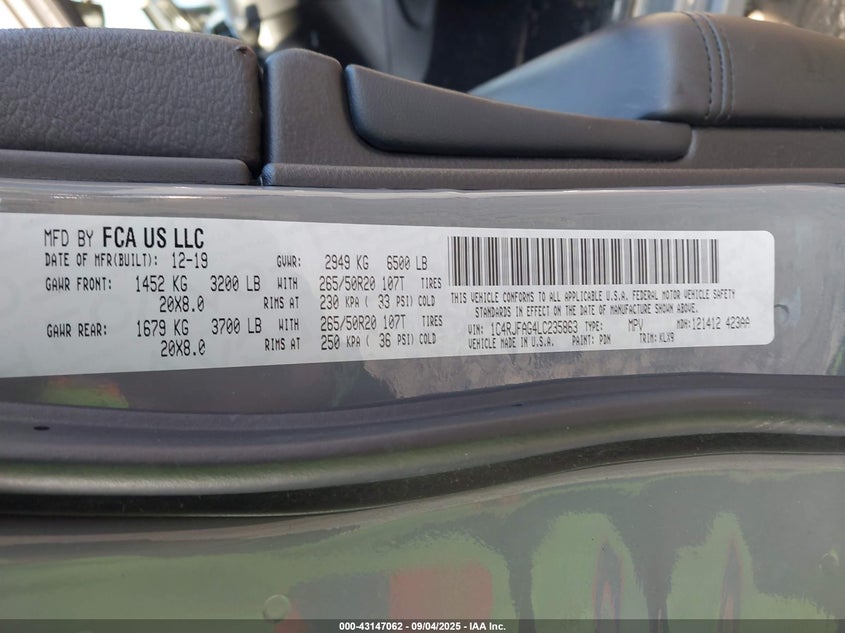 MFD BY FCA US LLC
DATE OF MFR(BUILT): 12-19 GVWR: 2949 KG 6500 LB
GAWR FRONT: 1452 KG 3200 LB WITH 265/50R20 107T TIRES
20X8.0 RIMS AT 230 KPA ( 33 PSI) COLD
GAWR REAR: 1679 KG 3700 LB WITH 265/50R20 107T TIRES
20X8.0 RIMS AT 250 KPA ( 36 PSI) COLD
THIS VEHICLE CONFORMS TO ALL APPLICABLE U.S.A. FEDERAL MOTOR VEHICLE SAFETY
STANDARDS IN EFFECT ON THE DATE OF MANUFACTURE SHOWN ABOVE.
VIN: 1C4RJFAG4LC235863 TYPE: MPV MDH: 121412 423AA
VEHICLE MADE IN U.S.A. PAINT: PDN TRIM: KLX9
000-43147062 - 09/04/2025 - IAA Inc.